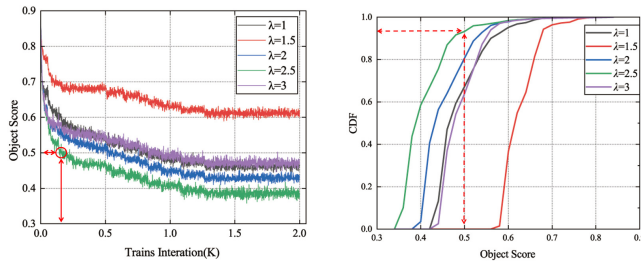 0.9
0.8
0.7
0.6
0.5
0.4
0.3
Object Score
0.0
0.5
1.0
1.5
2.0
Trains Interation(K)
λ=1
λ=1.5
λ=2
λ=2.5
λ=3
1.0
0.8
0.6
0.4
0.2
0.0
CDF
0.3
0.4
0.5
0.6
0.7
0.8
Object Score
λ=1
λ=1.5
λ=2
λ=2.5
λ=3